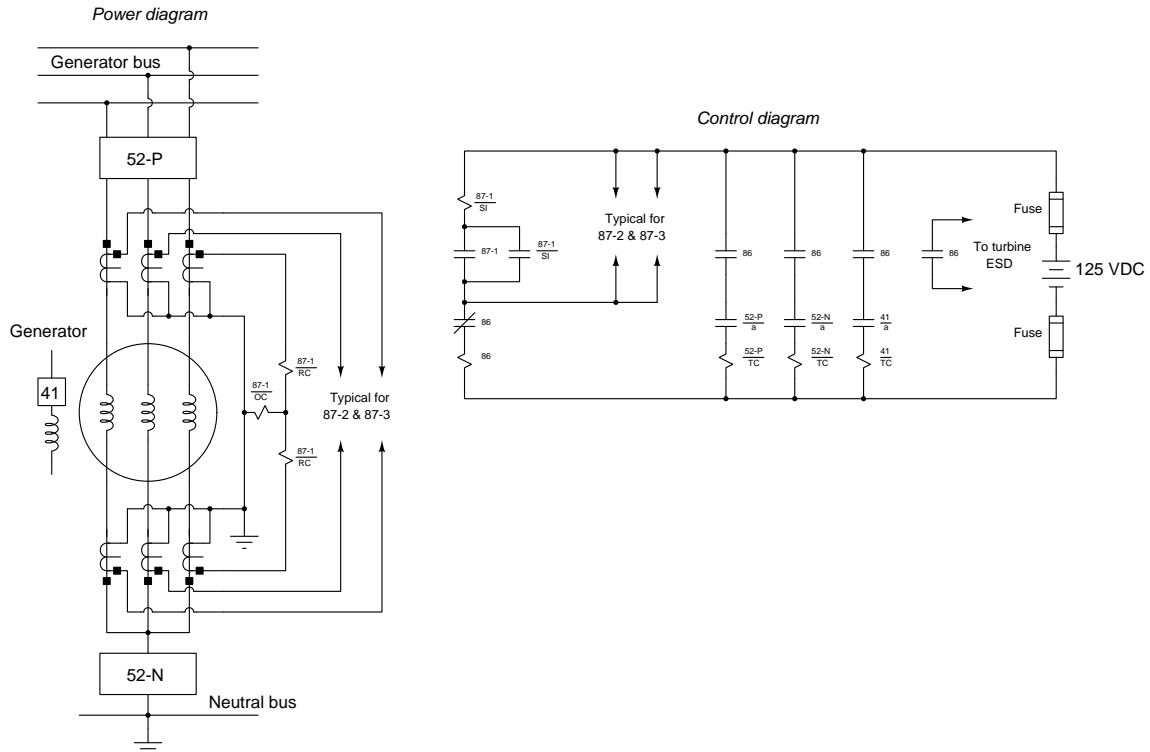 Power diagram
Generator bus
52-P
Generator
41
87-1
RC
87-1
OC
87-1
RC
Typical for
87-2 & 87-3
52-N
Neutral bus
Control diagram
87-1
SI
87-1
87-1
SI
86
86
Typical for
87-2 & 87-3
86
52-P
a
52-P
TC
86
52-N
a
52-N
TC
86
41
a
41
TC
86
To turbine
ESD
Fuse
125 VDC
Fuse